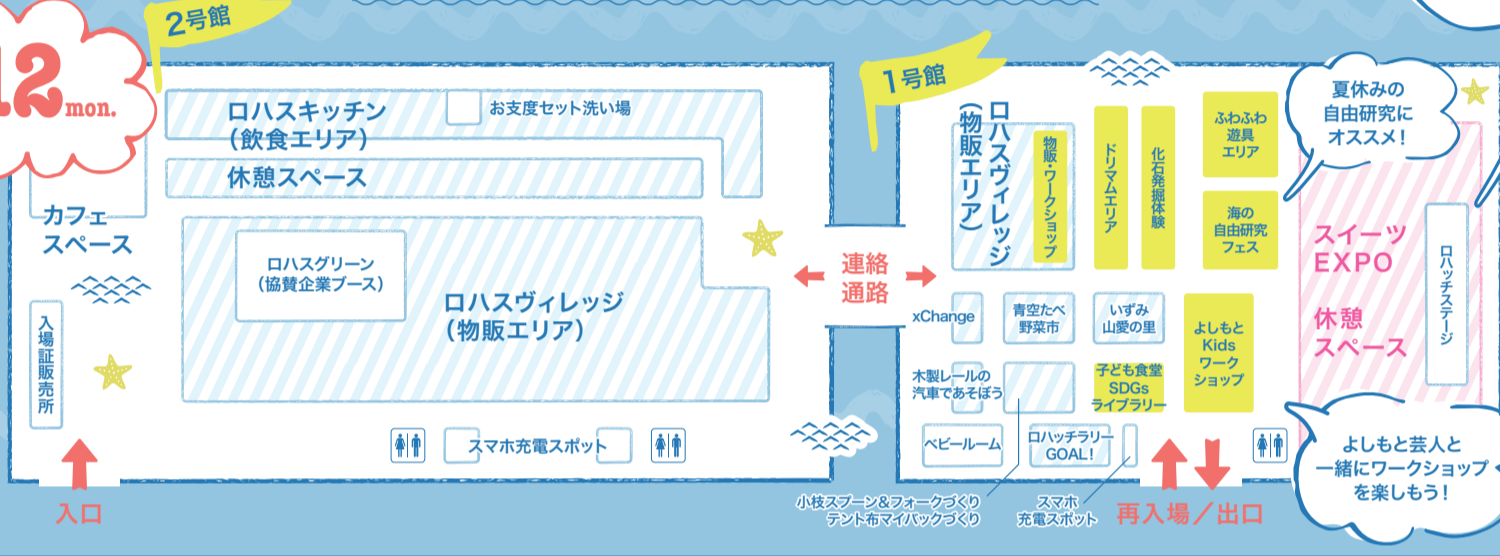 12
mon.
2号館
ロハスキッチン
(飲食エリア)
お支度セット洗い場
休憩スペース
カフェ
スペース
ロハスグリーン
(協賛企業ブース)
ロハスヴィレッジ
(物販エリア)
入場証販売所
スマホ充電スポット
入口
連絡
通路
1号館
ロハスヴィレッジ
(物販エリア)
物販・ワークショップ
ドリマムエリア
化石発掘体験
ふわふわ
遊具
エリア
海の
自由研究
フェス
夏休みの
自由研究に
オススメ!
スイーツ
EXPO
休憩
スペース
ロハッチステージ
xChange
青空たべ
野菜市
いずみ
山愛の里
よしもと
Kids
ワーク
ショップ
木製レールの
汽車であそぼう
子ども食堂
SDGs
ライブラリー
ベビールーム
ロハッチラリー
GOAL!
小枝スプーン&フォークづくり
テント布マイバックづくり
スマホ
充電スポット
再入場/出口
よしもと芸人と
一緒にワークショップ
を楽しもう!